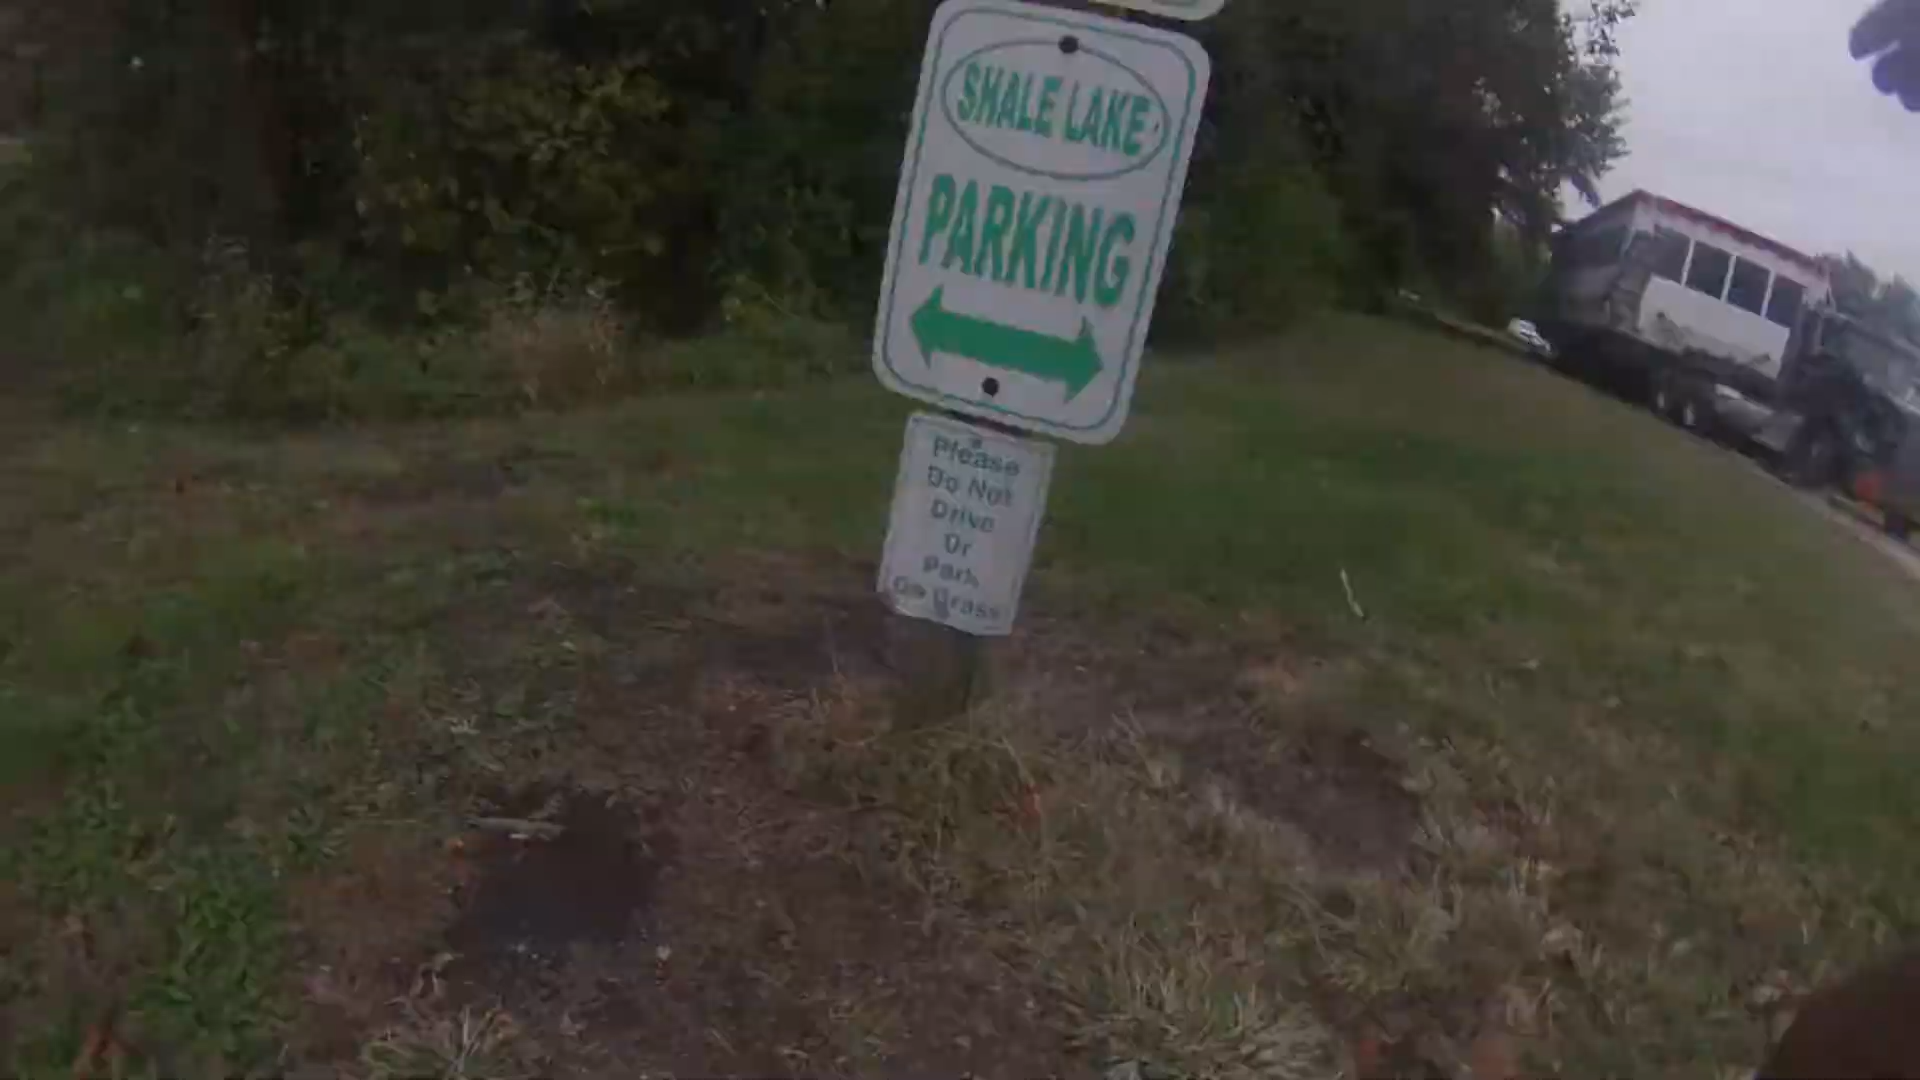 SHALE LAKE
PARKING
Please
Do Not
Drive
Or
Park
On Grass